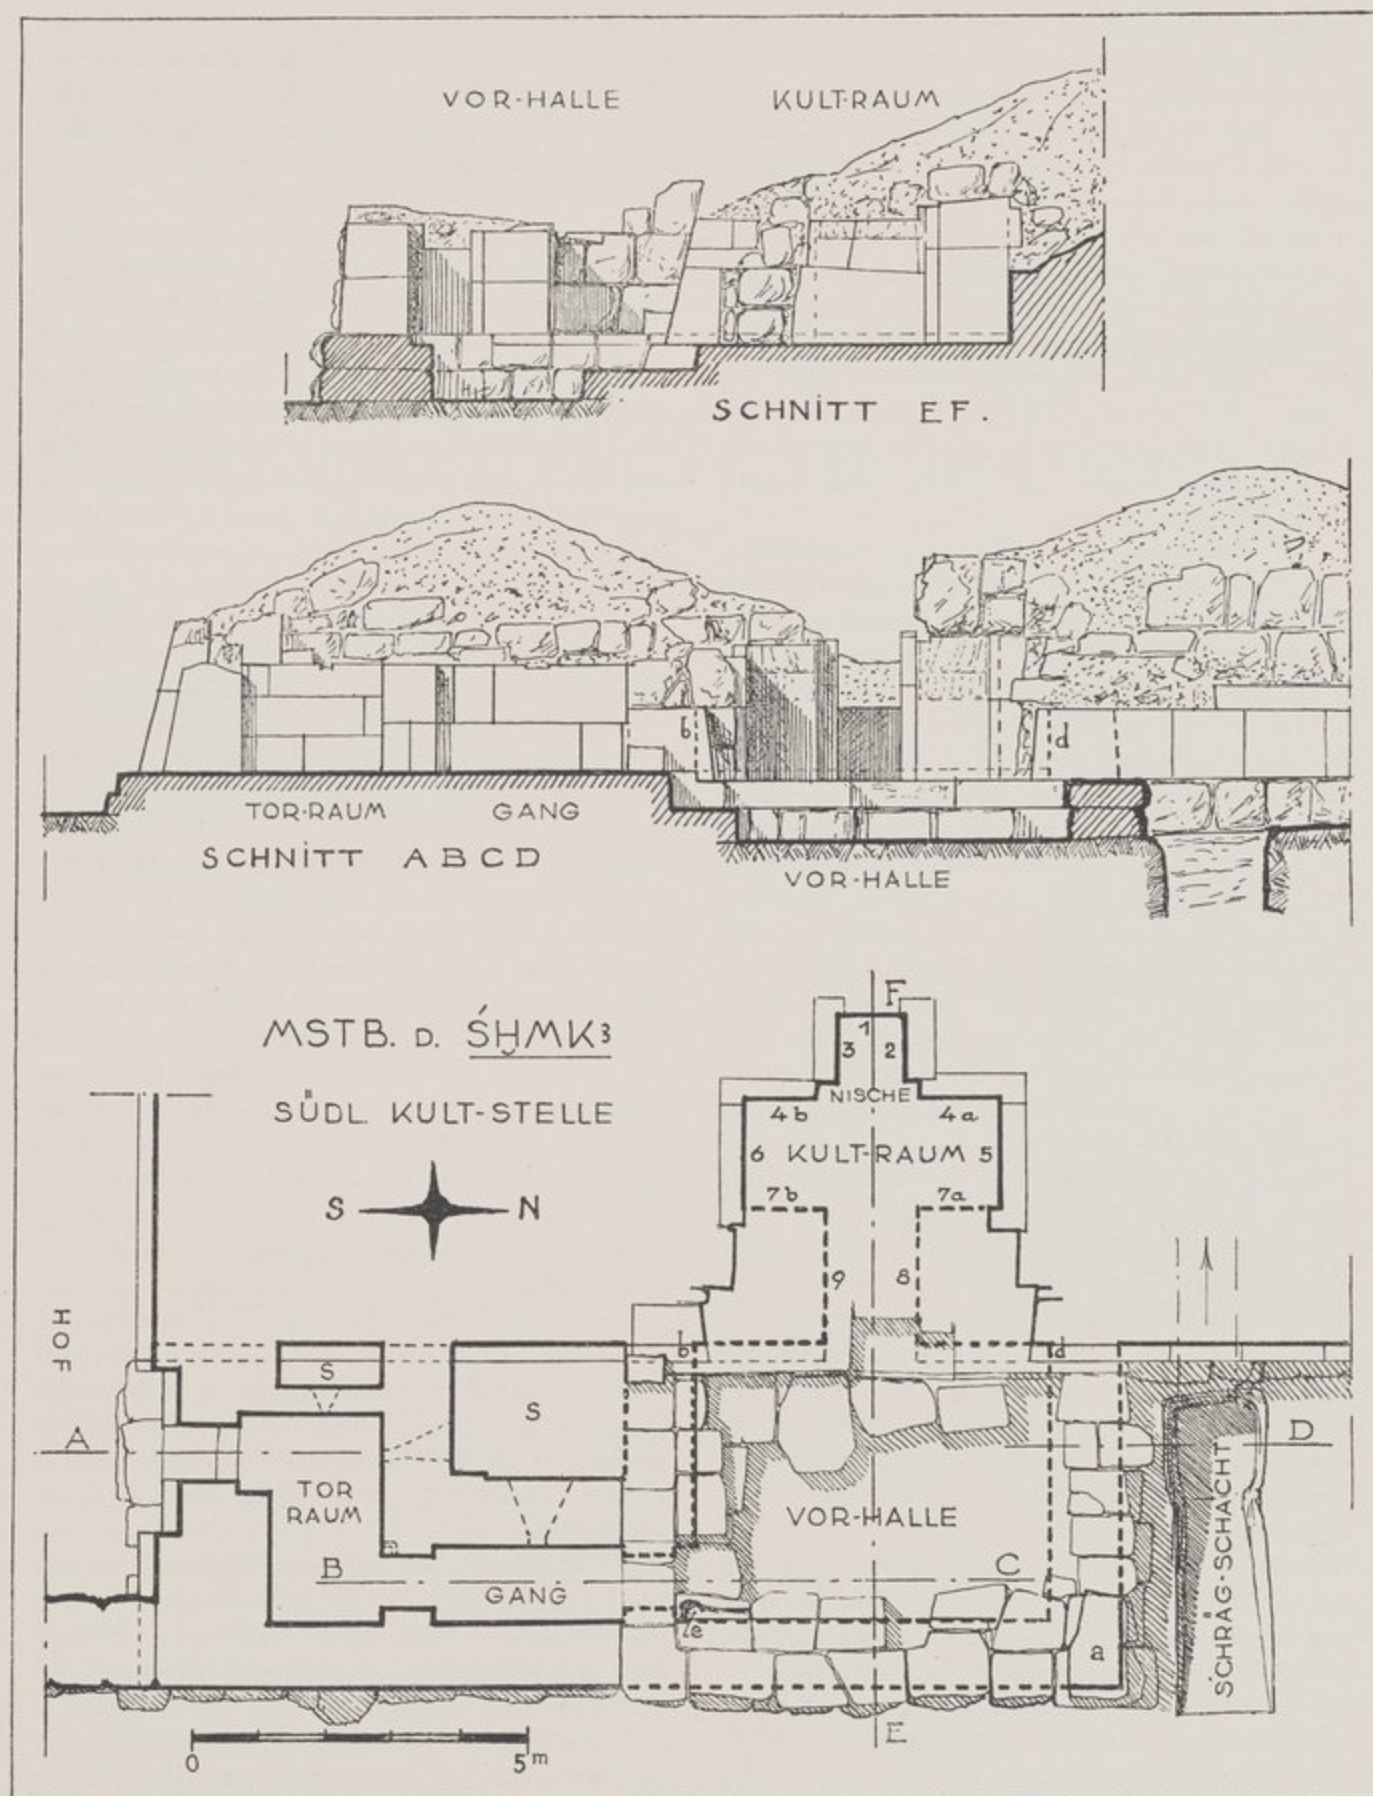 VOR-HALLE KULT-RAUM
SCHNiTT EF.
b d
TOR-RAUM GANG
SCHNiTT ABCD
VOR-HALLE
F
MSTB. D. ŚḪMKꜣ
SÜDL. KULT-STELLE
S N
1
3 2
NISCHE
4b 4a
6 KULT-RAUM 5
7b 7a
9 8
HOF
b d
S
S
A D
TOR
RAUM
VOR-HALLE
B C
GANG
e
a
SCHRÄG-SCHACHT
E
0 5m